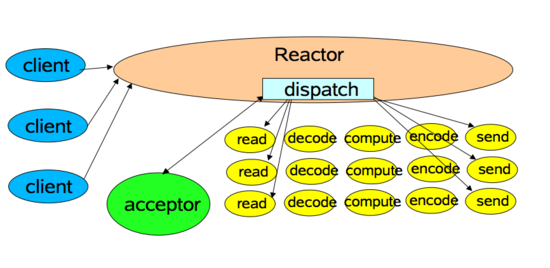 Reactor
client
dispatch
client
read decode compute encode send
read decode compute encode send
client
acceptor
read decode compute encode send